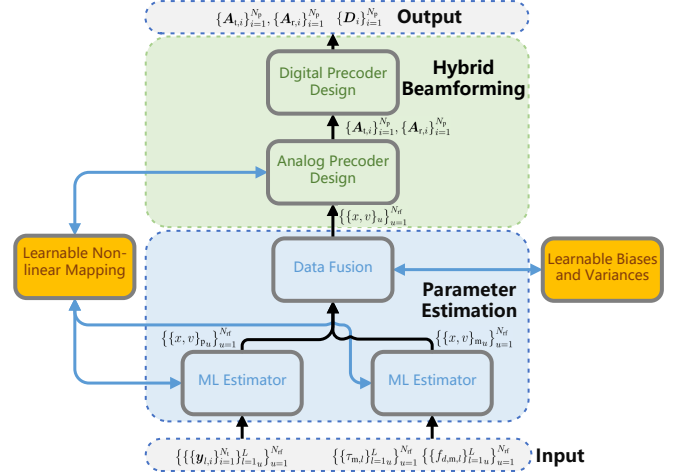 {A_{t,i}}_{i=1}^{N_p}, {A_{r,i}}_{i=1}^{N_p} {D_i}_{i=1}^{N_p}
Output
Digital Precoder
Design
Hybrid
Beamforming
{A_{t,i}}_{i=1}^{N_p}, {A_{r,i}}_{i=1}^{N_p}
Analog Precoder
Design
{{x, v}_u}_{u=1}^{N_rf}
Learnable Non-
linear Mapping
Data Fusion
Learnable Biases
and Variances
Parameter
Estimation
{{x, v}_{p_u}}_{u=1}^{N_rf}
{{x, v}_{m_u}}_{u=1}^{N_rf}
ML Estimator
ML Estimator
{{{y_{l,i}}_{i=1}^{N_t}}_{l=1_u}^{L}}_{u=1}^{N_rf}
{{τ_{m,l}}_{l=1_u}^{L}}_{u=1}^{N_rf} {{f_{d,m,l}}_{l=1_u}^{L}}_{u=1}^{N_rf}
Input